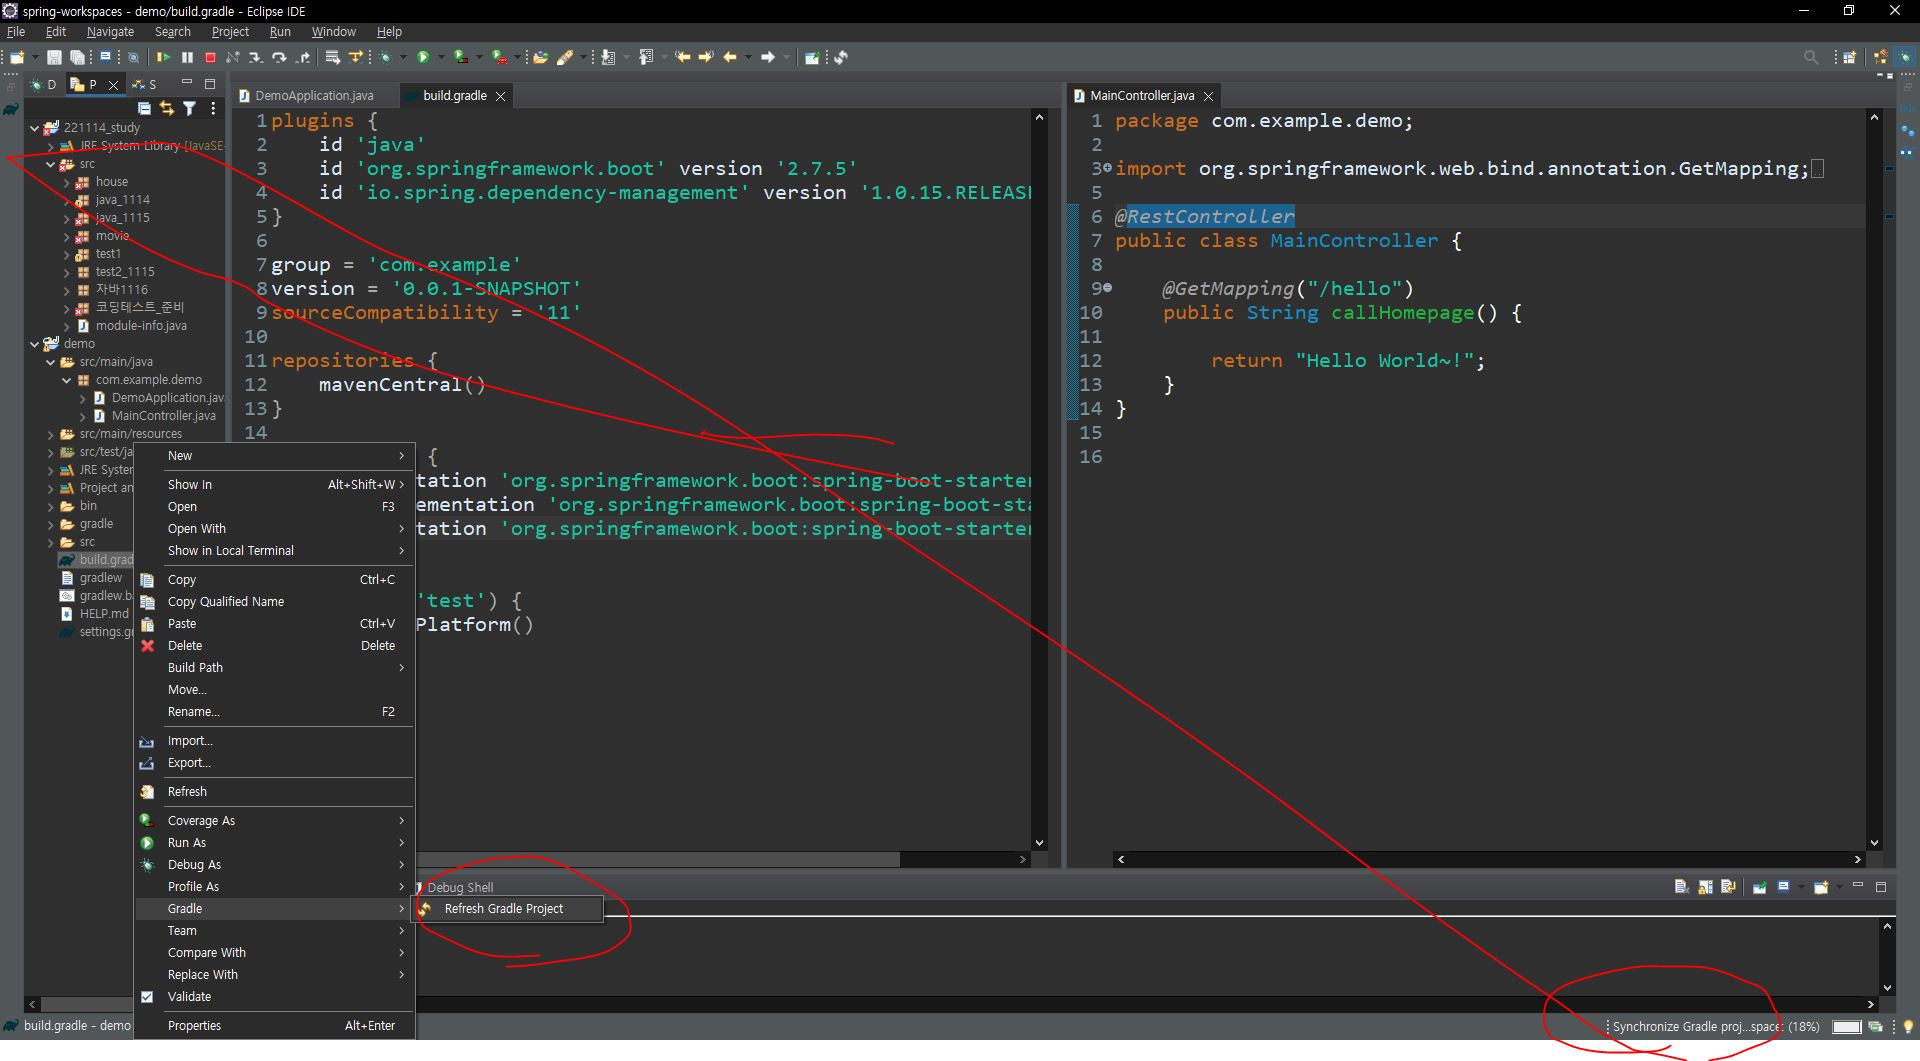 spring-workspaces - demo/build.gradle - Eclipse IDE
File Edit Navigate Search Project Run Window Help
D P S
221114_study
JRE System Library [JavaSE-
src
house
java_1114
java_1115
movie
test1
test2_1115
자바1116
코딩테스트_준비
module-info.java
demo
src/main/java
com.example.demo
DemoApplication.jav
MainController.java
src/main/resources
src/test/ja
JRE System
Project an
bin
gradle
src
build.grad
gradlew
gradlew.ba
HELP.md
settings.gr
DemoApplication.java build.gradle
1 plugins {
2 id 'java'
3 id 'org.springframework.boot' version '2.7.5'
4 id 'io.spring.dependency-management' version '1.0.15.RELEASE
5 }
6
7 group = 'com.example'
8 version = '0.0.1-SNAPSHOT'
9 sourceCompatibility = '11'
10
11 repositories {
12 mavenCentral()
13 }
14
{
tation 'org.springframework.boot:spring-boot-starter
ementation 'org.springframework.boot:spring-boot-sta
tation 'org.springframework.boot:spring-boot-starter
'test') {
Platform()
MainController.java
1 package com.example.demo;
2
3 import org.springframework.web.bind.annotation.GetMapping;
5
6 @RestController
7 public class MainController {
8
9 @GetMapping("/hello")
10 public String callHomepage() {
11
12 return "Hello World~!";
13 }
14 }
15
16
New
Show In Alt+Shift+W
Open F3
Open With
Show in Local Terminal
Copy Ctrl+C
Copy Qualified Name
Paste Ctrl+V
Delete Delete
Build Path
Move...
Rename... F2
Import...
Export...
Refresh
Coverage As
Run As
Debug As
Profile As
Gradle
Team
Compare With
Replace With
Validate
Properties Alt+Enter
Debug Shell
Refresh Gradle Project
build.gradle - demo
Synchronize Gradle proj...space: (18%)